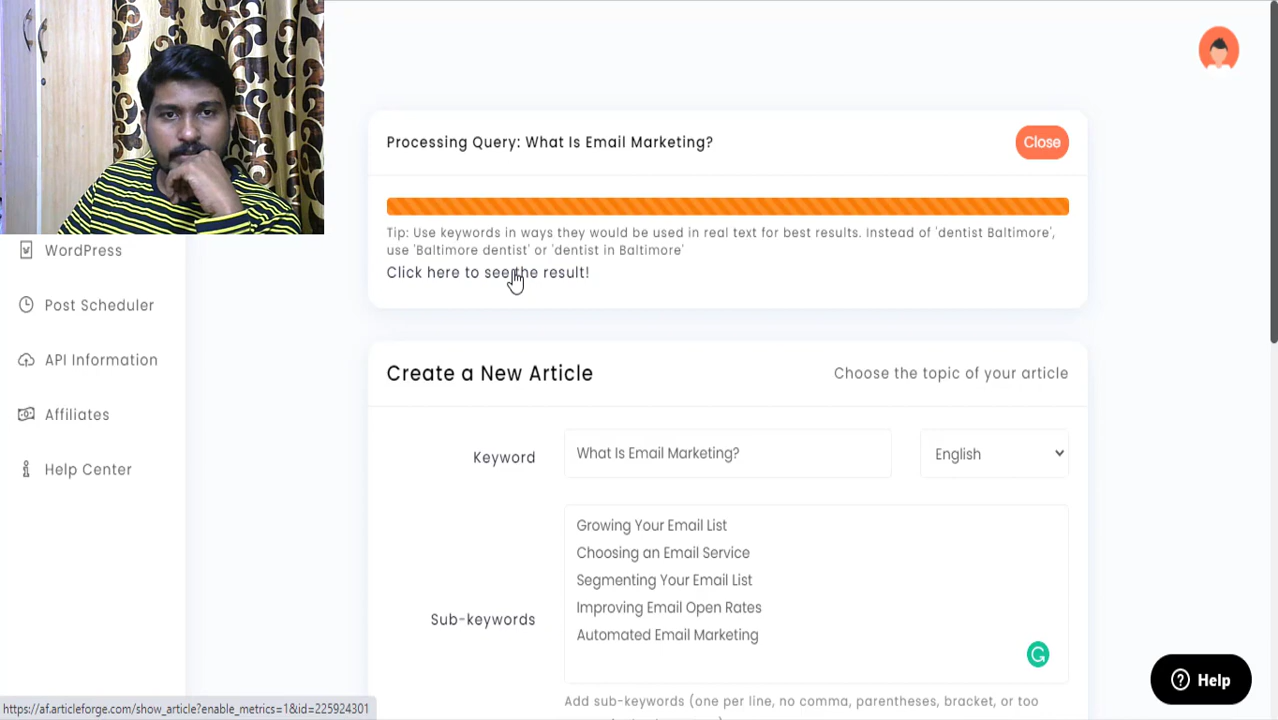 Processing Query: What Is Email Marketing?
Close
Tip: Use keywords in ways they would be used in real text for best results. Instead of 'dentist Baltimore',
use 'Baltimore dentist' or 'dentist in Baltimore'
Click here to see the result!
WordPress
Post Scheduler
API Information
Affiliates
Help Center
Create a New Article
Choose the topic of your article
Keyword
What Is Email Marketing?
English
Sub-keywords
Growing Your Email List
Choosing an Email Service
Segmenting Your Email List
Improving Email Open Rates
Automated Email Marketing
Add sub-keywords (one per line, no comma, parentheses, bracket, or too
Help
https://af.articleforge.com/show_article?enable_metrics=1&id=225924301